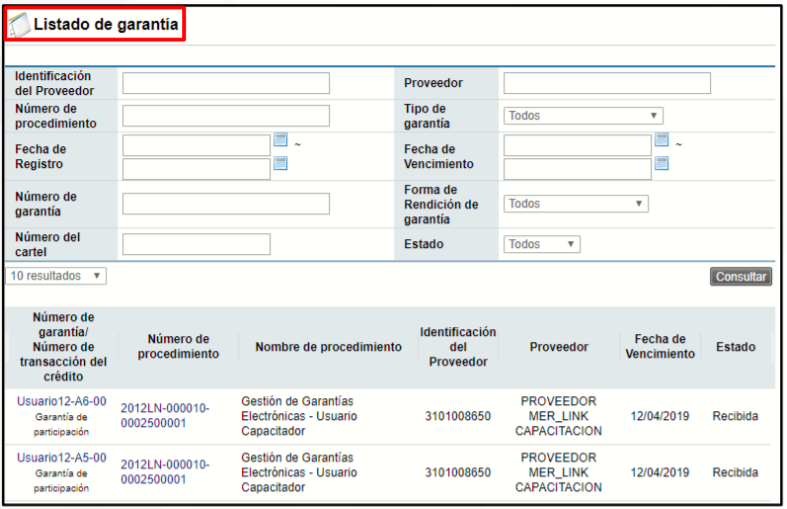 Listado de garantía
Identificación
del Proveedor
Proveedor
Número de
procedimiento
Tipo de
garantía
Todos
Fecha de
Registro
~
Fecha de
Vencimiento
~
Número de
garantía
Forma de
Rendición de
garantía
Todos
Número del
cartel
Estado
Todos
10 resultados
Consultar
Número de
garantía/
Número de
transacción del
crédito
Número de
procedimiento
Nombre de procedimiento
Identificación
del
Proveedor
Proveedor
Fecha de
Vencimiento
Estado
Usuario12-A6-00
Garantía de
participación
2012LN-000010-
0002500001
Gestión de Garantías
Electrónicas - Usuario
Capacitador
3101008650
PROVEEDOR
MER_LINK
CAPACITACION
12/04/2019
Recibida
Usuario12-A5-00
Garantía de
participación
2012LN-000010-
0002500001
Gestión de Garantías
Electrónicas - Usuario
Capacitador
3101008650
PROVEEDOR
MER_LINK
CAPACITACION
12/04/2019
Recibida